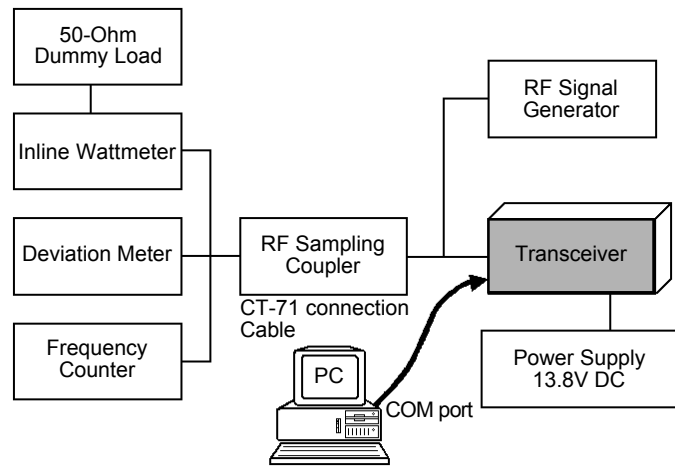 50-Ohm
Dummy Load
RF Signal
Generator
Inline Wattmeter
Deviation Meter
RF Sampling
Coupler
Transceiver
CT-71 connection
Cable
Frequency
Counter
PC
COM port
Power Supply
13.8V DC